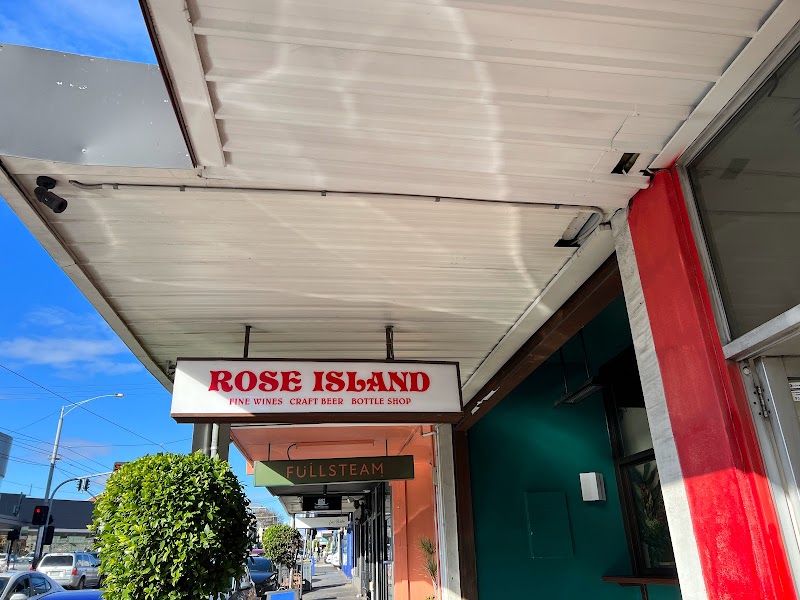 ROSE ISLAND
FINE WINES CRAFT BEER BOTTLE SHOP
FULLSTEAM